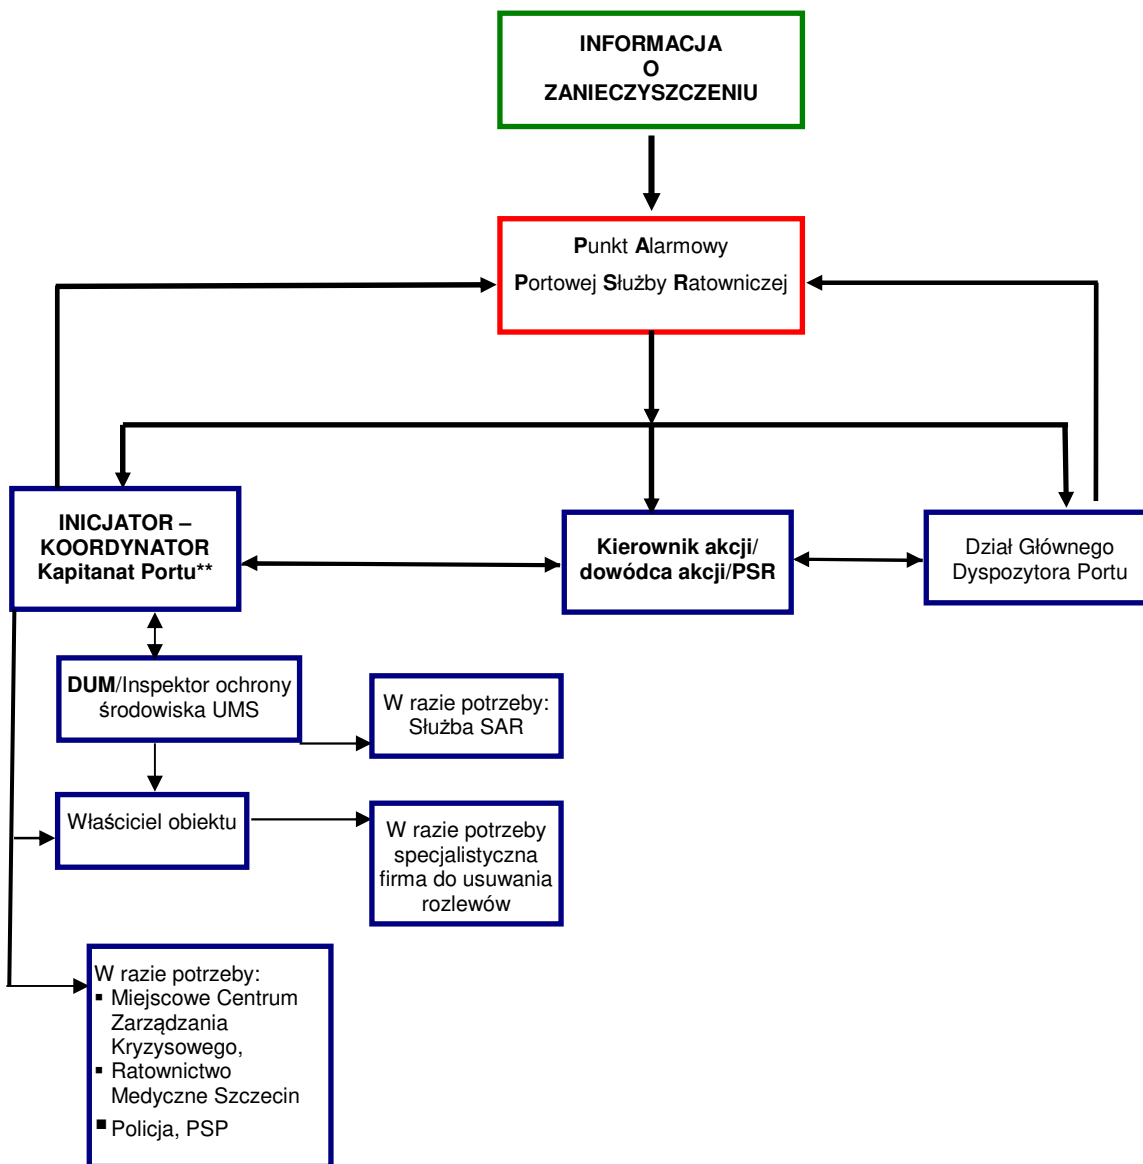 INFORMACJA
O
ZANIECZYSZCZENIU
Punkt Alarmowy
Portowej Służby Ratowniczej
INICJATOR –
KOORDYNATOR
Kapitanat Portu**
Kierownik akcji/
dowódca akcji/PSR
Dział Głównego
Dyspozytora Portu
DUM/Inspektor ochrony
środowiska UMS
W razie potrzeby:
Służba SAR
Właściciel obiektu
W razie potrzeby
specjalistyczna
firma do usuwania
rozlewów
W razie potrzeby:
▪ Miejscowe Centrum
Zarządzania
Kryzysowego,
▪ Ratownictwo
Medyczne Szczecin
▪ Policja, PSP